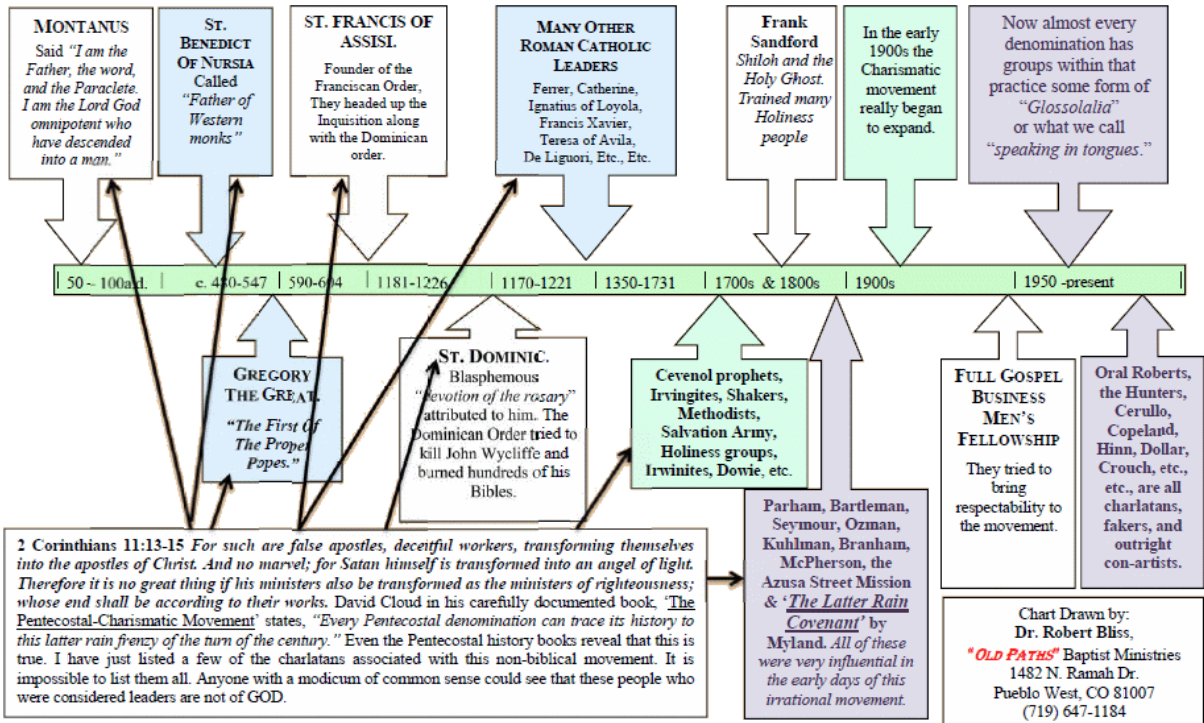 MONTANUS
Said "I am the
Father, the word,
and the Paraclete.
I am the Lord God
omnipotent who
have descended
into a man."
ST.
BENEDICT
OF NURSIA
Called
"Father of
Western
monks"
ST. FRANCIS OF
ASSISI.
Founder of the
Franciscan Order,
They headed up the
Inquisition along
with the Dominican
order.
MANY OTHER
ROMAN CATHOLIC
LEADERS
Ferrer, Catherine,
Ignatius of Loyola,
Francis Xavier,
Teresa of Avila,
De Liguori, Etc., Etc.
Frank
Sandford
Shiloh and the
Holy Ghost.
Trained many
Holiness
people
In the early
1900s the
Charismatic
movement
really began
to expand.
Now almost every
denomination has
groups within that
practice some form of
"Glossolalia"
or what we call
"speaking in tongues."
50 – 100a.d. c. 480-547 590-604 1181-1226 1170-1221 1350-1731 1700s & 1800s 1900s 1950 -present
GREGORY
THE GREAT.
"The First Of
The Proper
Popes."
ST. DOMINIC.
Blasphemous
"devotion of the rosary"
attributed to him. The
Dominican Order tried to
kill John Wycliffe and
burned hundreds of his
Bibles.
Cevenol prophets,
Irvingites, Shakers,
Methodists,
Salvation Army,
Holiness groups,
Irwinites, Dowie, etc.
Parham, Bartleman,
Seymour, Ozman,
Kuhlman, Branham,
McPherson, the
Azusa Street Mission
& 'The Latter Rain
Covenant' by
Myland. All of these
were very influential in
the early days of this
irrational movement.
FULL GOSPEL
BUSINESS
MEN'S
FELLOWSHIP
They tried to
bring
respectability to
the movement.
Oral Roberts,
the Hunters,
Cerullo,
Copeland,
Hinn, Dollar,
Crouch, etc.,
etc., are all
charlatans,
fakers, and
outright
con-artists.
2 Corinthians 11:13-15 For such are false apostles, deceitful workers, transforming themselves
into the apostles of Christ. And no marvel; for Satan himself is transformed into an angel of light.
Therefore it is no great thing if his ministers also be transformed as the ministers of righteousness;
whose end shall be according to their works. David Cloud in his carefully documented book, 'The
Pentecostal-Charismatic Movement' states, "Every Pentecostal denomination can trace its history to
this latter rain frenzy of the turn of the century." Even the Pentecostal history books reveal that this is
true. I have just listed a few of the charlatans associated with this non-biblical movement. It is
impossible to list them all. Anyone with a modicum of common sense could see that these people who
were considered leaders are not of GOD.
Chart Drawn by:
Dr. Robert Bliss,
"OLD PATHS" Baptist Ministries
1482 N. Ramah Dr.
Pueblo West, CO 81007
(719) 647-1184